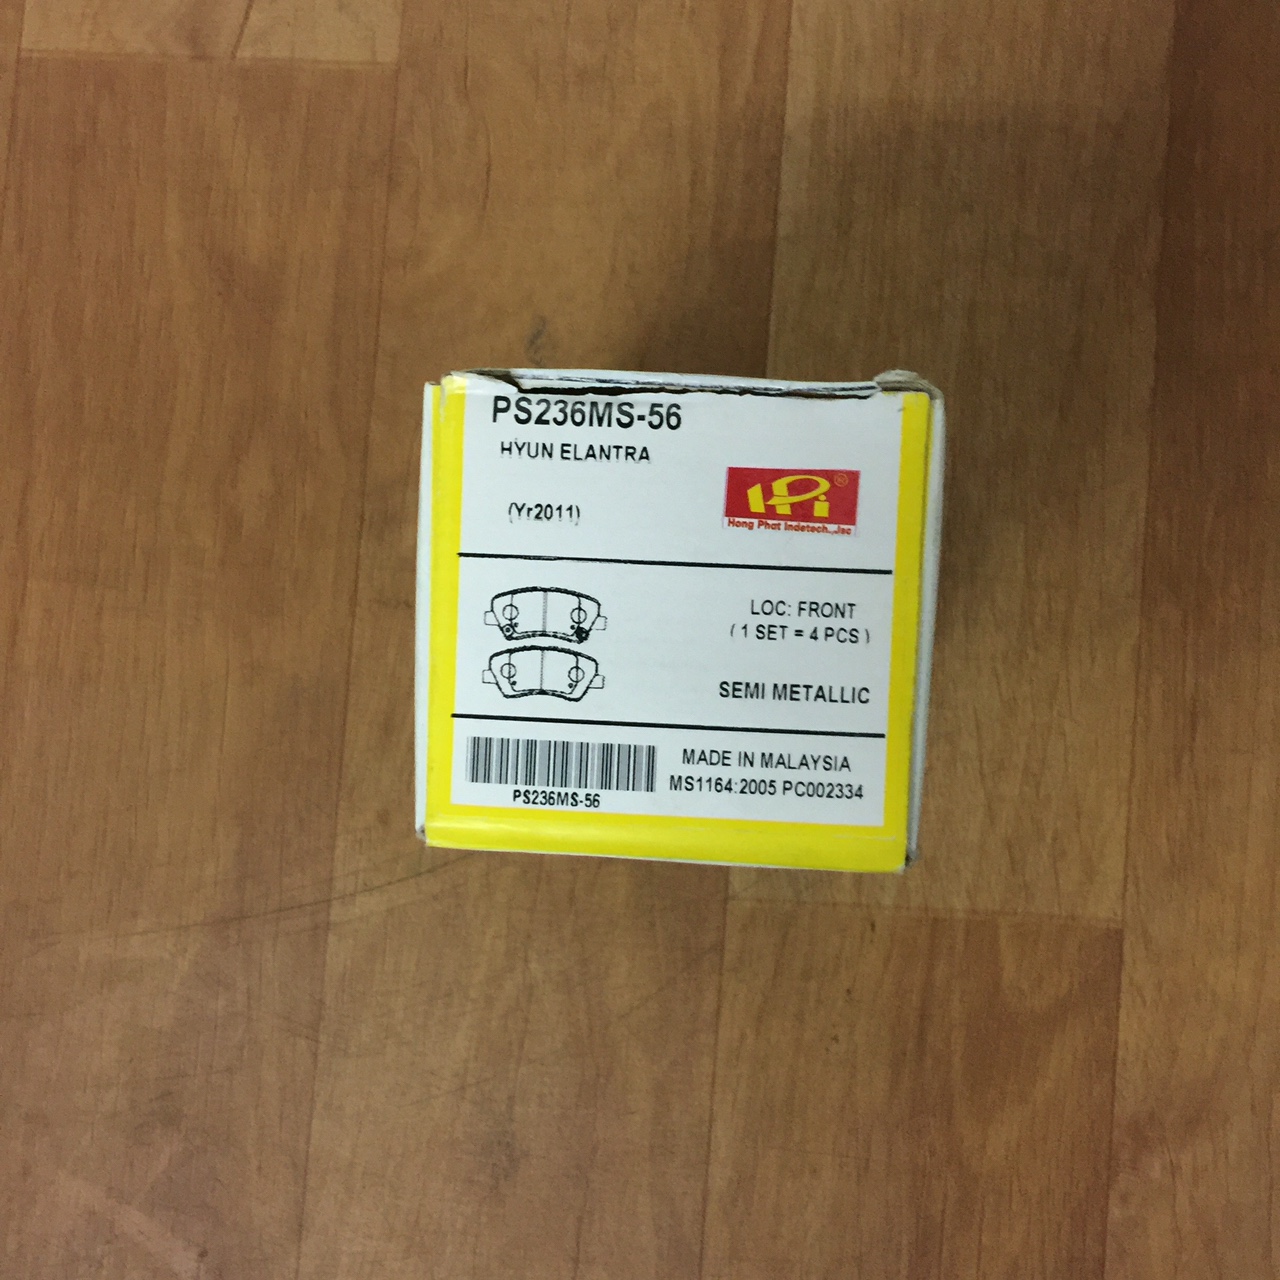 PS236MS-56
HYUN ELANTRA
(Yr2011)
HPi®
Hong Phat Indetech.,Jsc
LOC: FRONT
( 1 SET = 4 PCS )
SEMI METALLIC
PS236MS-56
MADE IN MALAYSIA
MS1164:2005 PC002334